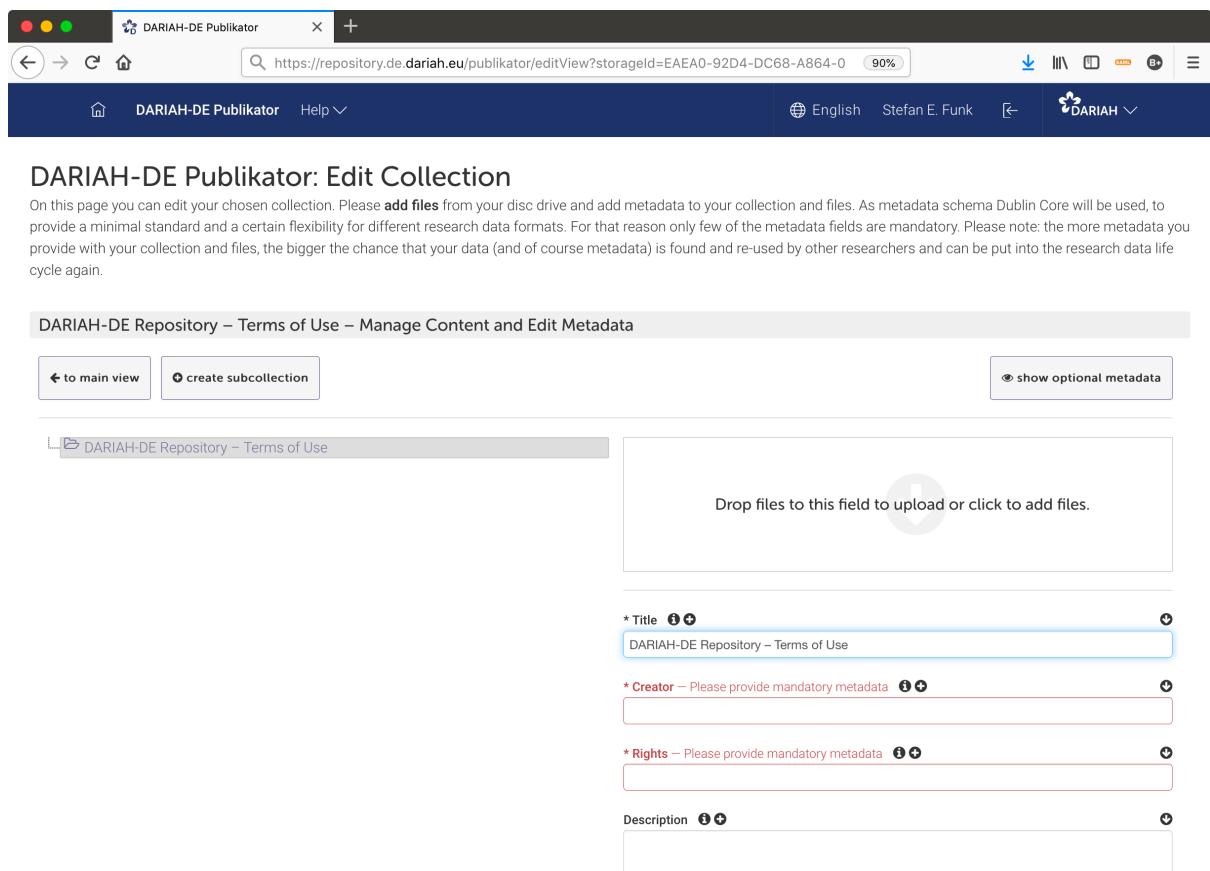 DARIAH-DE Publikator
https://repository.de.dariah.eu/publikator/editView?storageId=EAEA0-92D4-DC68-A864-0 90%
DARIAH-DE Publikator Help English Stefan E. Funk DARIAH
DARIAH-DE Publikator: Edit Collection
On this page you can edit your chosen collection. Please add files from your disc drive and add metadata to your collection and files. As metadata schema Dublin Core will be used, to
provide a minimal standard and a certain flexibility for different research data formats. For that reason only few of the metadata fields are mandatory. Please note: the more metadata you
provide with your collection and files, the bigger the chance that your data (and of course metadata) is found and re-used by other researchers and can be put into the research data life
cycle again.
DARIAH-DE Repository – Terms of Use – Manage Content and Edit Metadata
to main view create subcollection show optional metadata
DARIAH-DE Repository – Terms of Use
Drop files to this field to upload or click to add files.
* Title
DARIAH-DE Repository – Terms of Use
* Creator — Please provide mandatory metadata
* Rights — Please provide mandatory metadata
Description